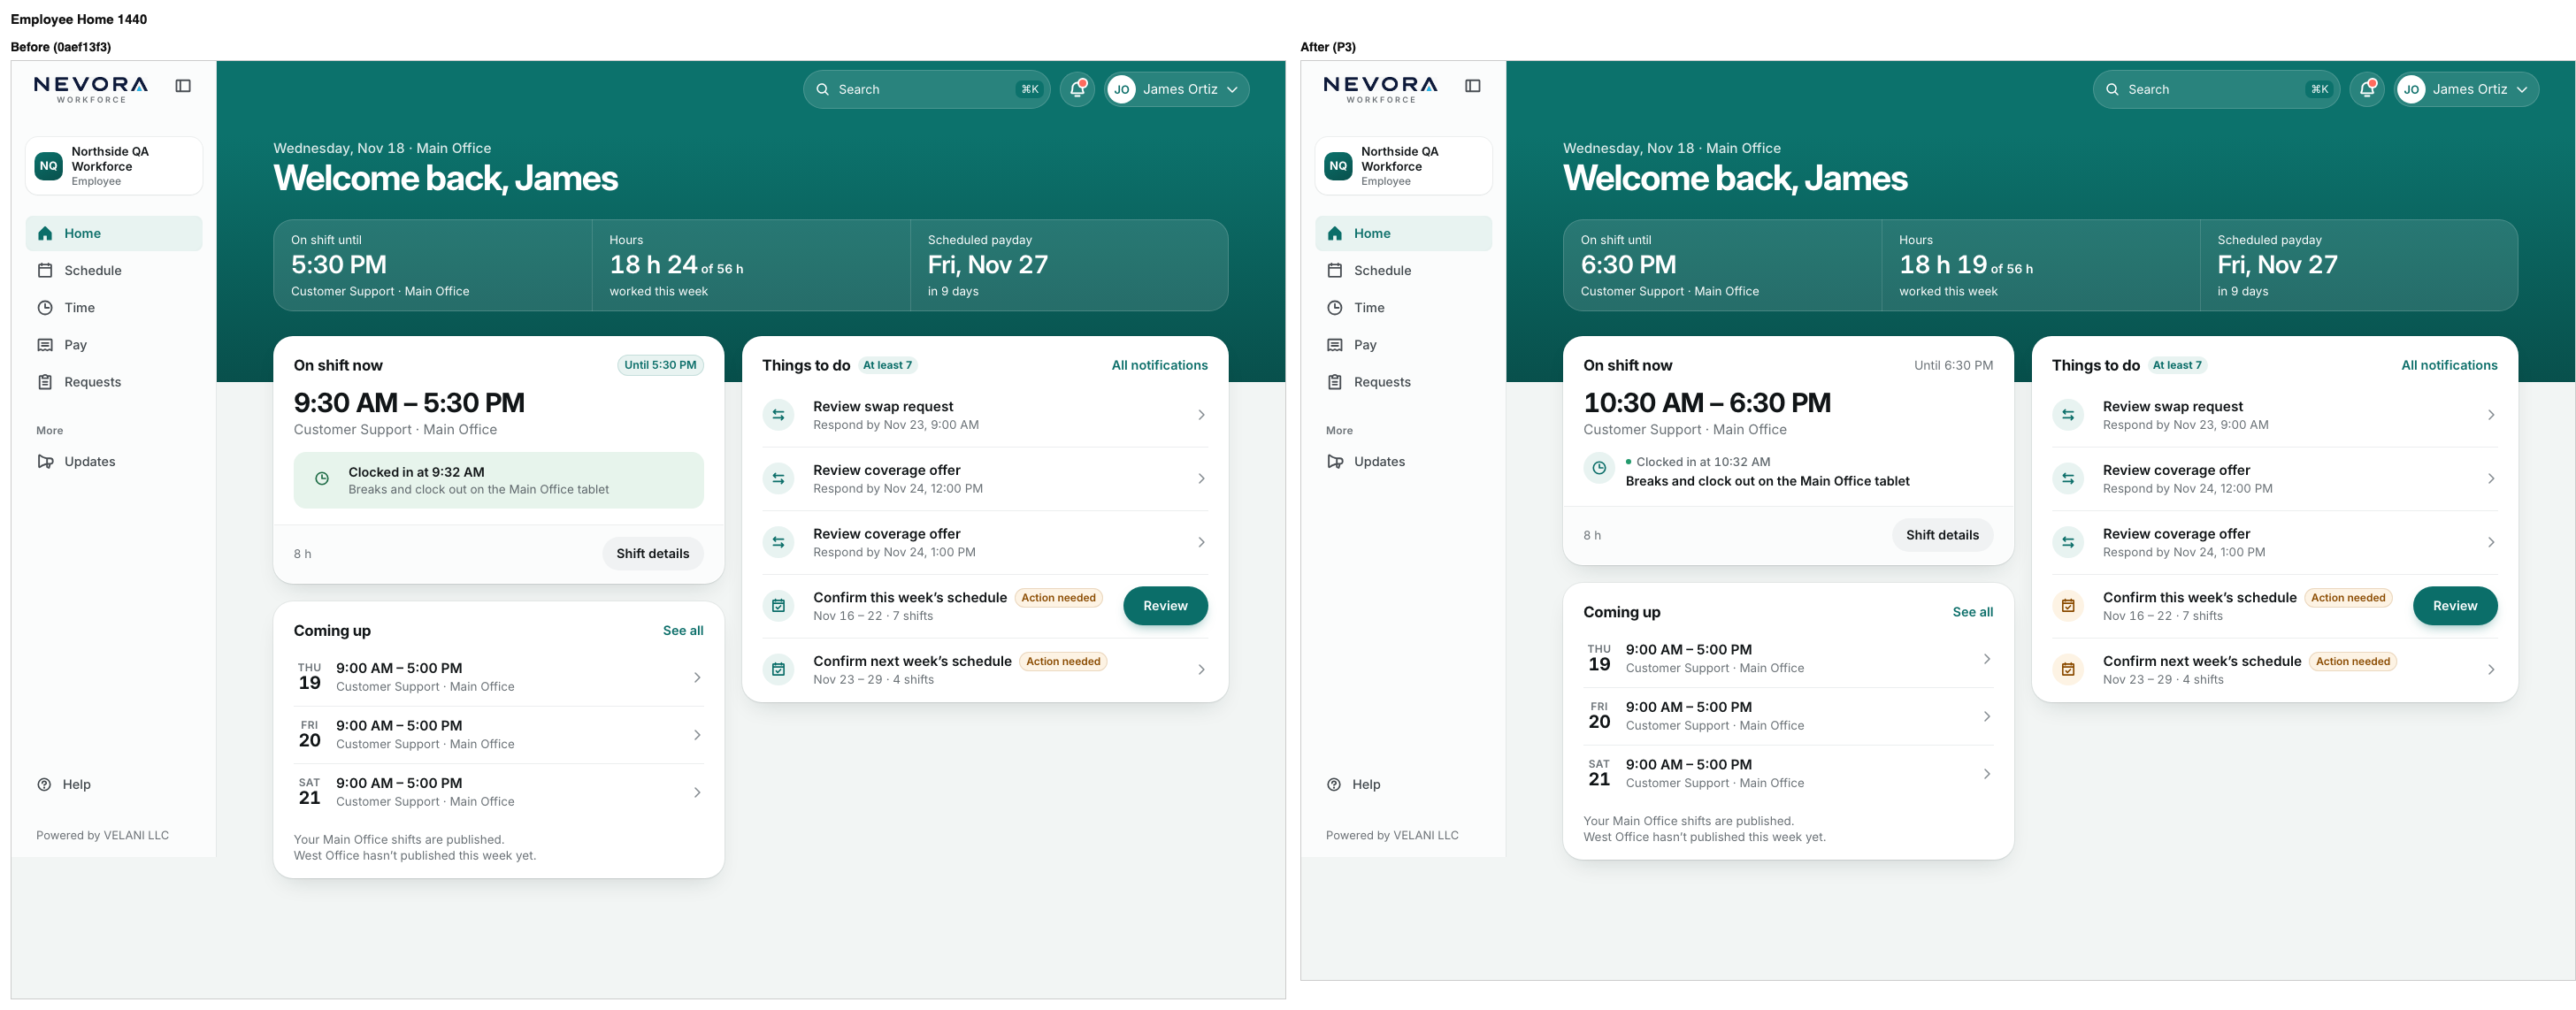 Employee Home 1440
Before (0aef13f3)
NEVORA
WORKFORCE
Search
⌘K
JO
James Ortiz
NQ
Northside QA
Workforce
Employee
Home
Schedule
Time
Pay
Requests
More
Updates
Help
Powered by VELANI LLC
Wednesday, Nov 18 · Main Office
Welcome back, James
On shift until
5:30 PM
Customer Support · Main Office
Hours
18 h 24 of 56 h
worked this week
Scheduled payday
Fri, Nov 27
in 9 days
On shift now
Until 5:30 PM
9:30 AM – 5:30 PM
Customer Support · Main Office
Clocked in at 9:32 AM
Breaks and clock out on the Main Office tablet
8 h
Shift details
Coming up
See all
THU
19
9:00 AM – 5:00 PM
Customer Support · Main Office
FRI
20
9:00 AM – 5:00 PM
Customer Support · Main Office
SAT
21
9:00 AM – 5:00 PM
Customer Support · Main Office
Your Main Office shifts are published.
West Office hasn’t published this week yet.
Things to do
At least 7
All notifications
Review swap request
Respond by Nov 23, 9:00 AM
Review coverage offer
Respond by Nov 24, 12:00 PM
Review coverage offer
Respond by Nov 24, 1:00 PM
Confirm this week’s schedule
Action needed
Nov 16 – 22 · 7 shifts
Review
Confirm next week’s schedule
Action needed
Nov 23 – 29 · 4 shifts
After (P3)
NEVORA
WORKFORCE
Search
⌘K
JO
James Ortiz
NQ
Northside QA
Workforce
Employee
Home
Schedule
Time
Pay
Requests
More
Updates
Help
Powered by VELANI LLC
Wednesday, Nov 18 · Main Office
Welcome back, James
On shift until
6:30 PM
Customer Support · Main Office
Hours
18 h 19 of 56 h
worked this week
Scheduled payday
Fri, Nov 27
in 9 days
On shift now
Until 6:30 PM
10:30 AM – 6:30 PM
Customer Support · Main Office
Clocked in at 10:32 AM
Breaks and clock out on the Main Office tablet
8 h
Shift details
Coming up
See all
THU
19
9:00 AM – 5:00 PM
Customer Support · Main Office
FRI
20
9:00 AM – 5:00 PM
Customer Support · Main Office
SAT
21
9:00 AM – 5:00 PM
Customer Support · Main Office
Your Main Office shifts are published.
West Office hasn’t published this week yet.
Things to do
At least 7
All notifications
Review swap request
Respond by Nov 23, 9:00 AM
Review coverage offer
Respond by Nov 24, 12:00 PM
Review coverage offer
Respond by Nov 24, 1:00 PM
Confirm this week’s schedule
Action needed
Nov 16 – 22 · 7 shifts
Review
Confirm next week’s schedule
Action needed
Nov 23 – 29 · 4 shifts